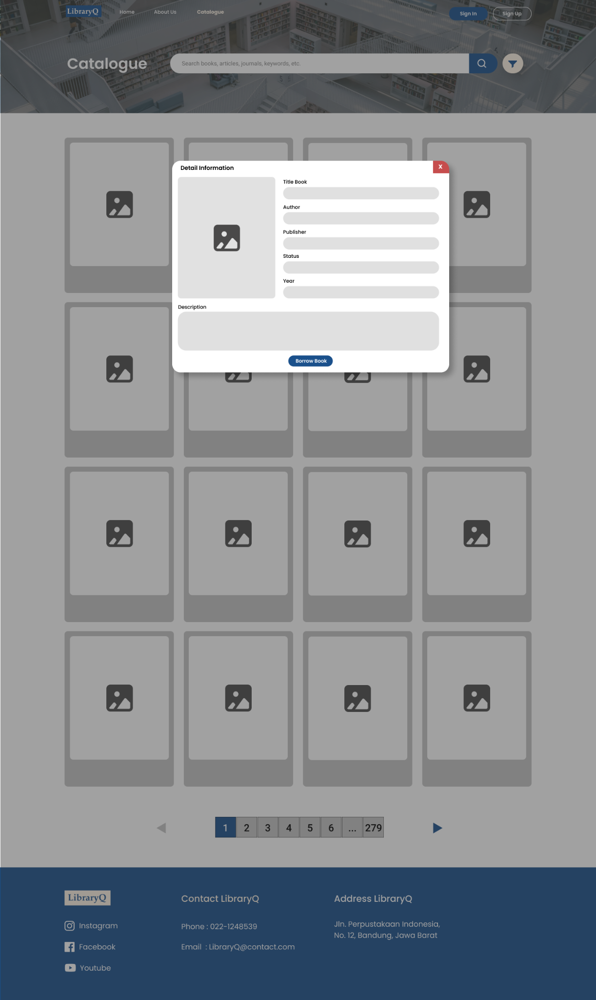 LibraryQ
Home
About Us
Catalogue
Sign In
Sign Up
Catalogue
Search books, articles, journals, keywords, etc.
Detail Information
X
Title Book
Author
Publisher
Status
Year
Description
Borrow Book
1 2 3 4 5 6 ... 279
LibraryQ
Instagram
Facebook
Youtube
Contact LibraryQ
Phone : 022-1248539
Email : LibraryQ@contact.com
Address LibraryQ
Jln. Perpustakaan Indonesia,
No. 12, Bandung, Jawa Barat